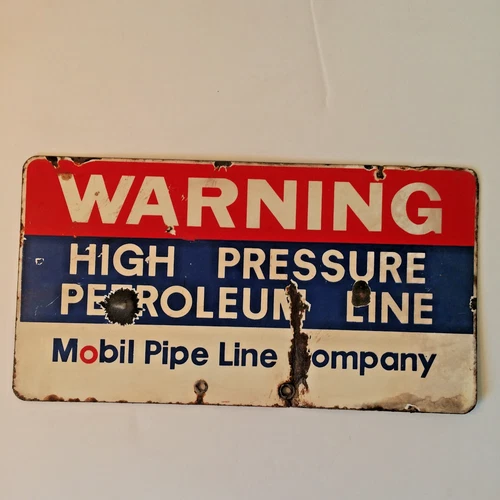 WARNING
HIGH PRESSURE
PETROLEUM LINE
Mobil Pipe Line Company